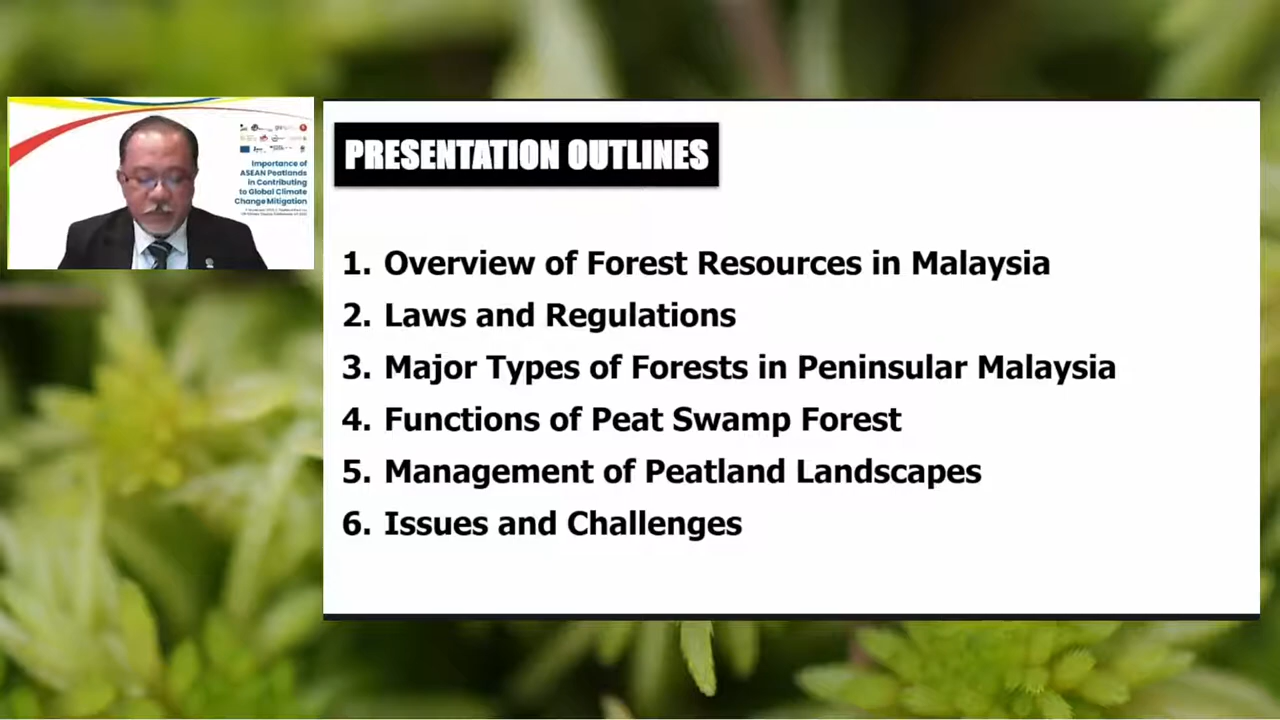 Importance of
ASEAN Peatlands
in Contributing
to Global Climate
Change Mitigation
PRESENTATION OUTLINES
1. Overview of Forest Resources in Malaysia
2. Laws and Regulations
3. Major Types of Forests in Peninsular Malaysia
4. Functions of Peat Swamp Forest
5. Management of Peatland Landscapes
6. Issues and Challenges